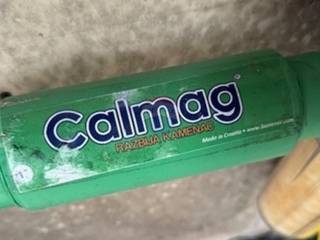 Calmag
RAZBIJA KAMENAC
Made in Croatia •